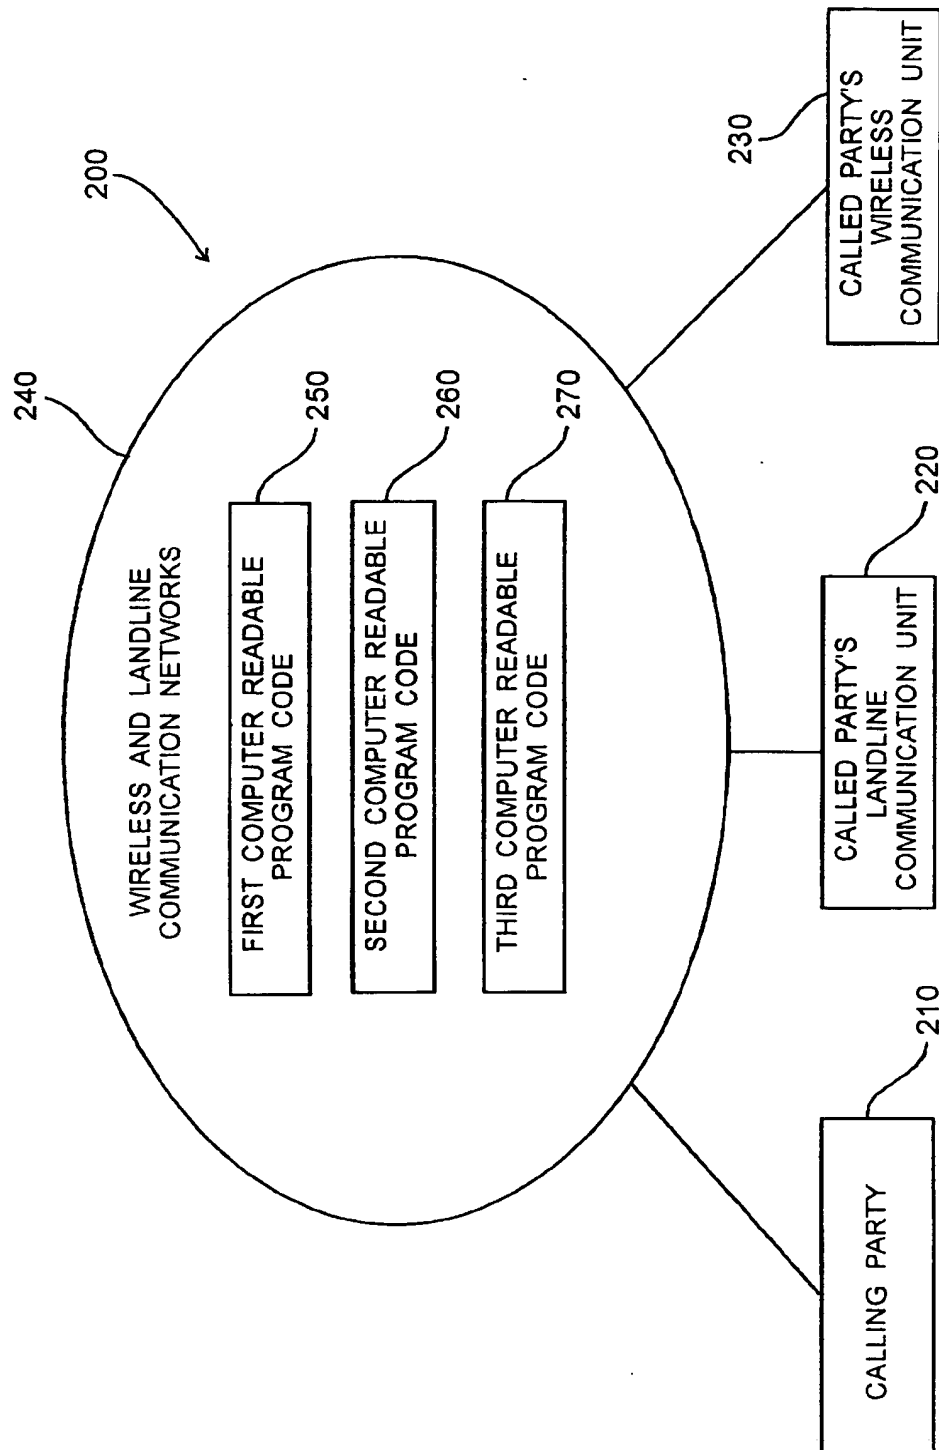 200
240
WIRELESS AND LANDLINE
COMMUNICATION NETWORKS
FIRST COMPUTER READABLE
PROGRAM CODE
250
SECOND COMPUTER READABLE
PROGRAM CODE
260
THIRD COMPUTER READABLE
PROGRAM CODE
270
CALLING PARTY
210
CALLED PARTY'S
LANDLINE
COMMUNICATION UNIT
220
CALLED PARTY'S
WIRELESS
COMMUNICATION UNIT
230